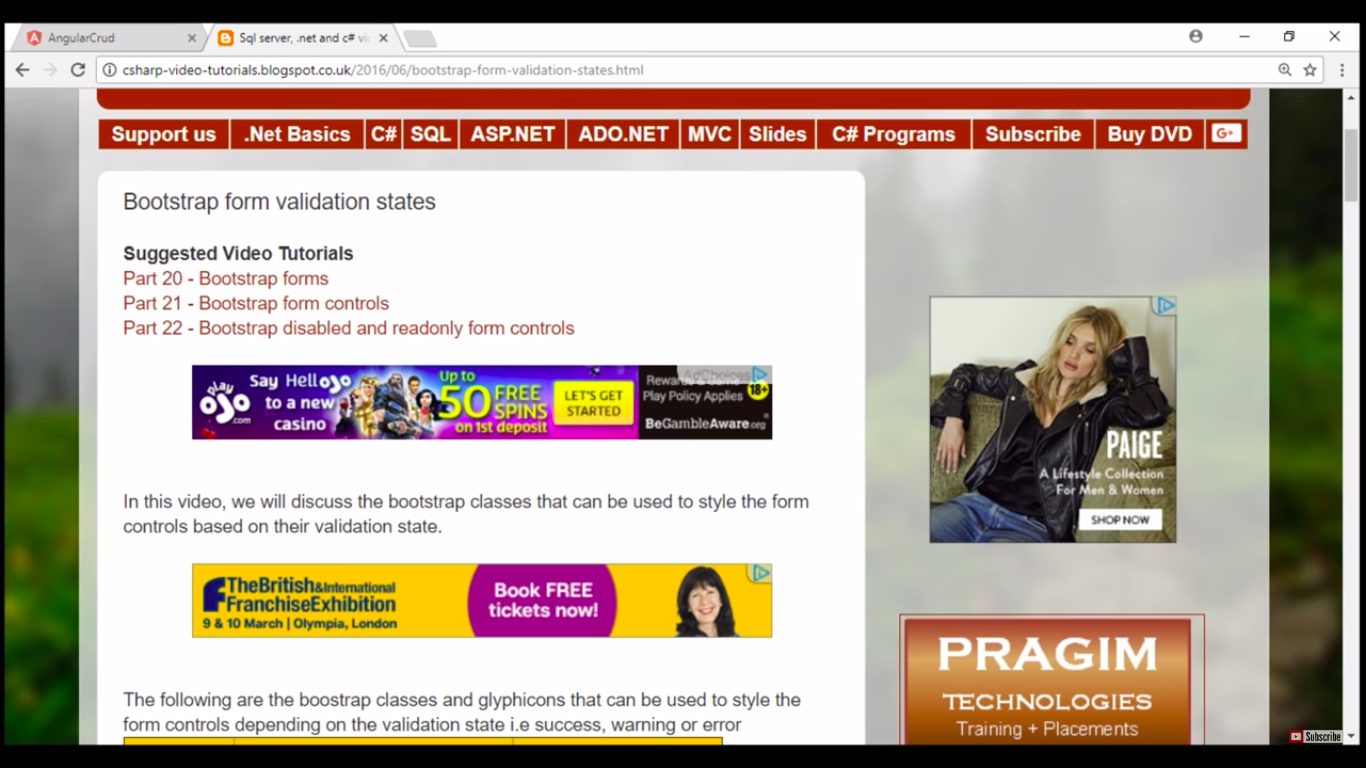 AngularCrud
Sql server, .net and c# vi
csharp-video-tutorials.blogspot.co.uk/2016/06/bootstrap-form-validation-states.html
Support us .Net Basics C# SQL ASP.NET ADO.NET MVC Slides C# Programs Subscribe Buy DVD G+
Bootstrap form validation states
Suggested Video Tutorials
Part 20 - Bootstrap forms
Part 21 - Bootstrap form controls
Part 22 - Bootstrap disabled and readonly form controls
play
ojo
.com
Say Hellojo
to a new
casino
Up to
50 FREE
SPINS
on 1st deposit
LET'S GET
STARTED
AdChoices
Rewards & Game
Play Policy Applies
18+
BeGambleAware.org
PAIGE
A Lifestyle Collection
For Men & Women
SHOP NOW
In this video, we will discuss the bootstrap classes that can be used to style the form
controls based on their validation state.
TheBritish&International
FranchiseExhibition
9 & 10 March | Olympia, London
Book FREE
tickets now!
PRAGIM
TECHNOLOGIES
Training + Placements
The following are the boostrap classes and glyphicons that can be used to style the
form controls depending on the validation state i.e success, warning or error
Subscribe